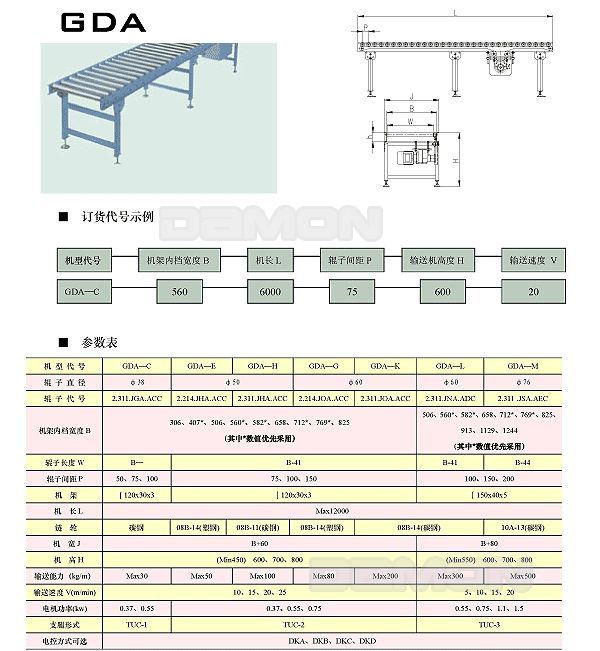 GDA
L
P
J
B
W
h
H
DAMON
■ 订货代号示例
机型代号 机架内档宽度 B 机长 L 辊子间距 P 输送机高度 H 输送速度 V
GDA—C 560 6000 75 600 20
■ 参数表
机型代号 GDA—C GDA—E GDA—H GDA—G GDA—K GDA—L GDA—M
辊子直径 φ38 φ50 φ60 φ60 φ76
辊子代号 2.311.JGA.ACC 2.214.JHA.ACC 2.311.JHA.ACC 2.214.JOA.ACC 2.311.JOA.ACC 2.311.JNA.ADC 2.311.JSA.AEC
机架内档宽度 B 306、407*、506、560*、582*、658、712*、769*、825
(其中*数值优先采用)
506、560*、582*、658、712*、769*、825、
913、1129、1244
(其中*数值优先采用)
辊子长度 W B— B-41 B-41 B-44
辊子间距 P 50、75、100 75、100、150 100、150、200
机架 [120x30x3 [120x30x3 [150x40x5
机长 L Max12000
链轮 碳钢 08B-14(塑钢) 08B-11(碳钢) 08B-14(塑钢) 08B-14(碳钢) 10A-13(碳钢)
机宽 J B+60 B+80
机高 H (Min450) 600、700、800 (Min550) 600、700、800
输送能力 (kg/m) Max30 Max50 Max100 Max80 Max200 Max300 Max500
输送速度 V(m/min) 10、15、20、25 5、10、15、20
电机功率(kw) 0.37、0.55 0.37、0.55、0.75 0.55、0.75、1.1、1.5
支腿形式 TUC-1 TUC-2 TUC-3
电控方式可选 DKA、DKB、DKC、DKD
DAMON